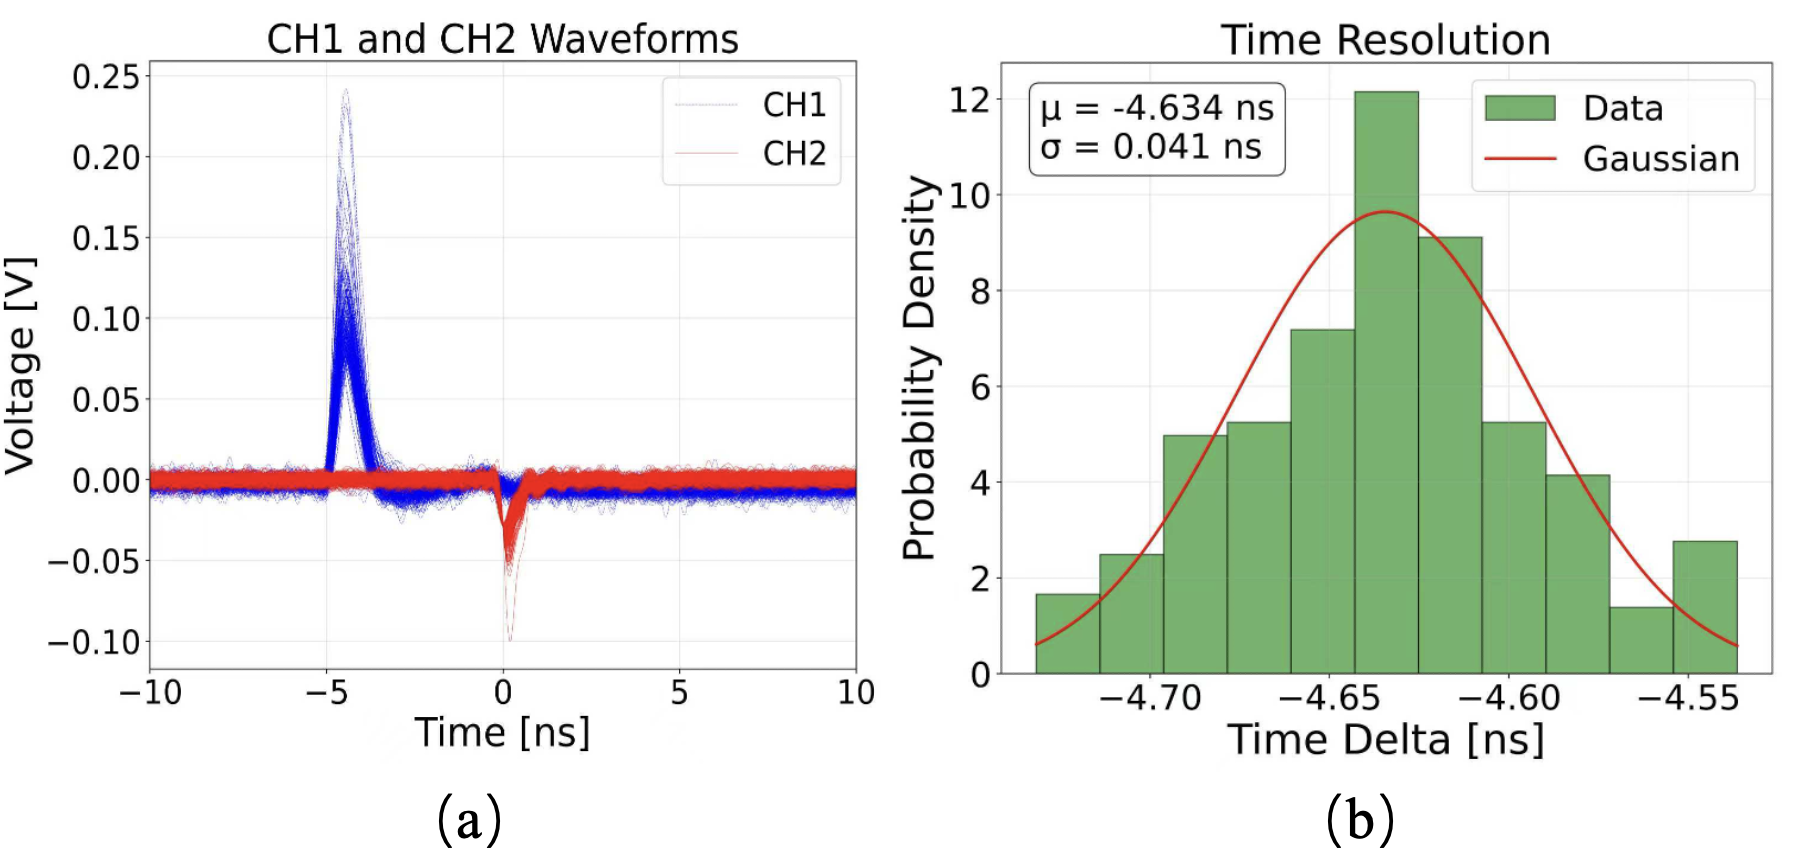 CH1 and CH2 Waveforms
0.25
0.20
0.15
0.10
0.05
0.00
−0.05
−0.10
Voltage [V]
CH1
CH2
−10
−5
0
5
10
Time [ns]
(a)
Time Resolution
μ = -4.634 ns
σ = 0.041 ns
Data
Gaussian
12
10
8
6
4
2
0
Probability Density
−4.70
−4.65
−4.60
−4.55
Time Delta [ns]
(b)